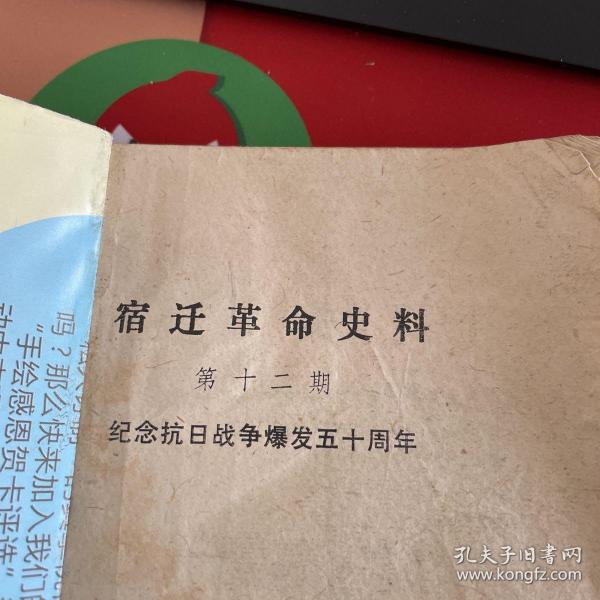 宿迁革命史料
第十二期
纪念抗日战争爆发五十周年
吗？那么快来加入我们的
“手绘感恩贺卡评选”
孔夫子旧书网
www.kongfz.com